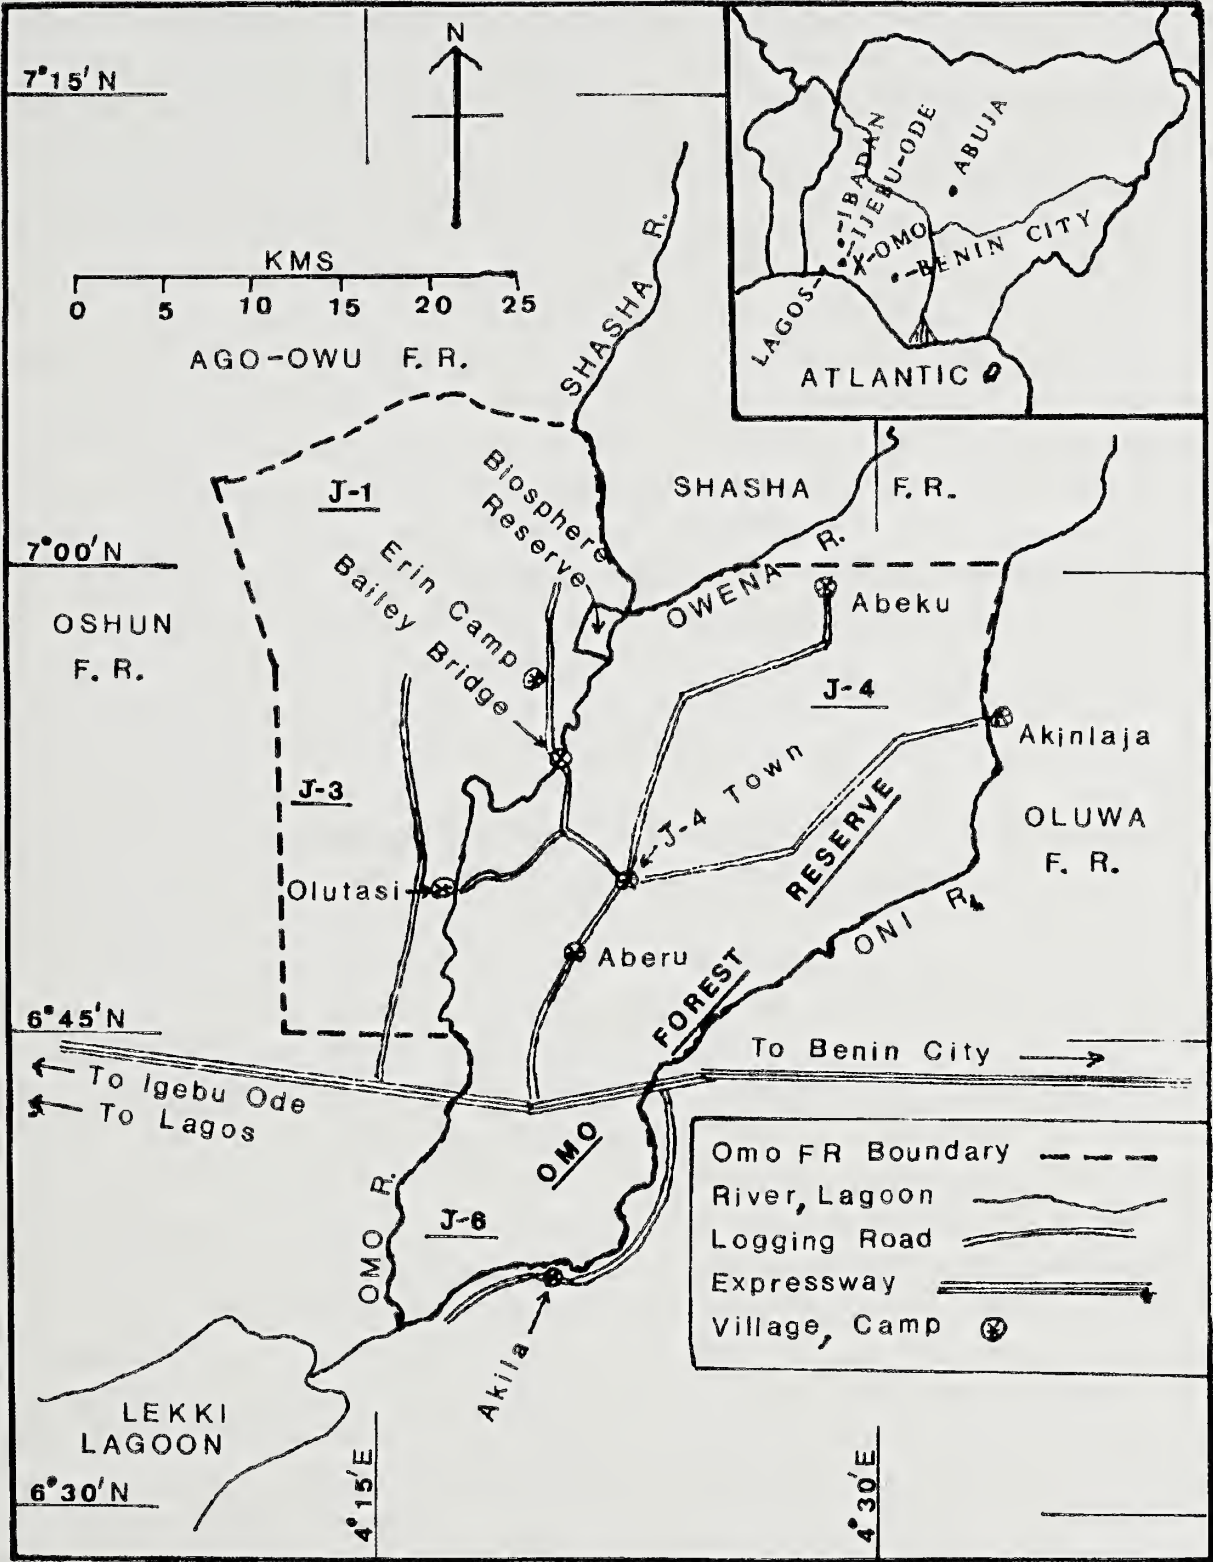 N
7°15'N
KMS
0 5 10 15 20 25
AGO-OWU F. R.
SHASHA R.
IBADAN
IJEBU-ODE
ABUJA
OMO
BENIN CITY
LAGOS
ATLANTIC O
J-1
Biosphere
Reserve
SHASHA F. R.
7°00'N
Erin Camp
Bailey Bridge
OWENA R.
Abeku
OSHUN
F. R.
J-4
Akinlaja
J-3
J-4 Town
RESERVE
OLUWA
F. R.
Olutasi
ONI R.
Aberu
FOREST
6°45'N
To Benin City
To Igebu Ode
To Lagos
OMO
OMO R.
J-6
Omo FR Boundary
River, Lagoon
Logging Road
Expressway
Village, Camp
Akila
LEKKI
LAGOON
6°30'N
4°15'E
4°30'E